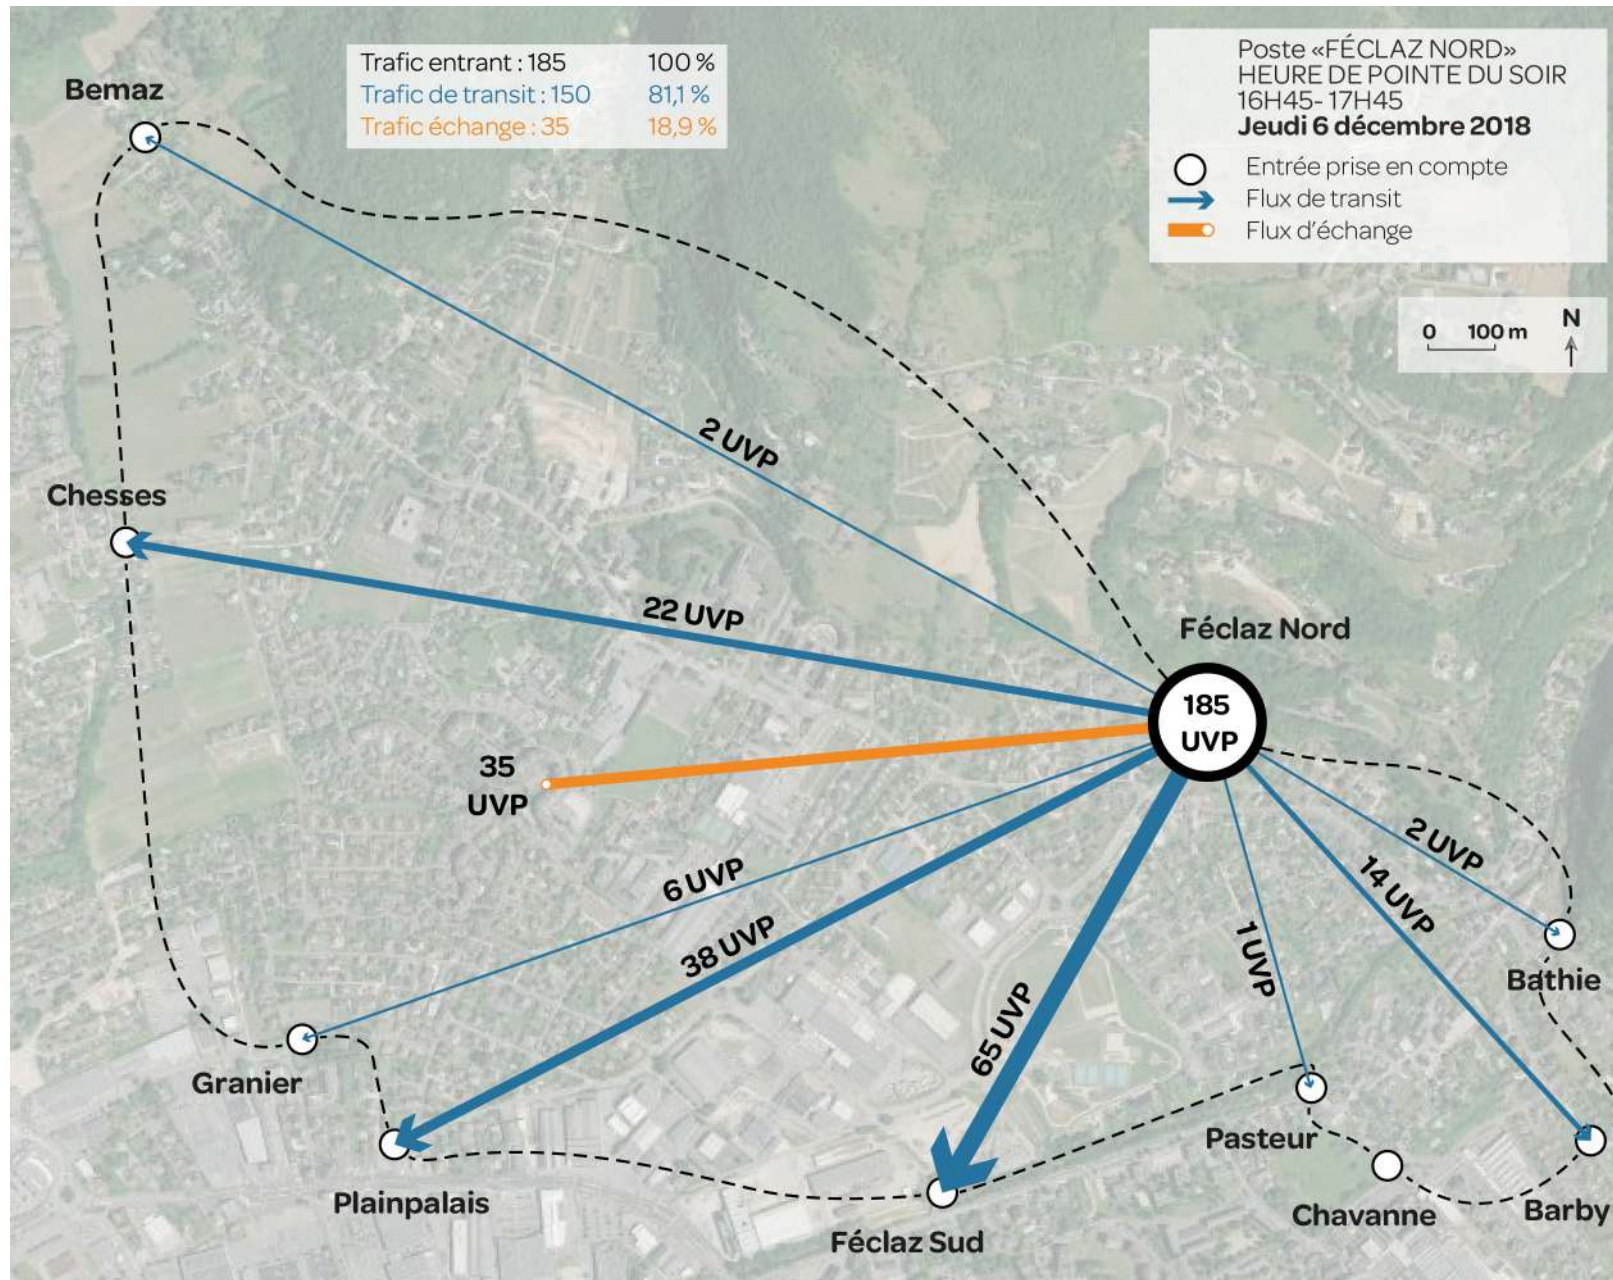 Trafic entrant : 185 100 %
Trafic de transit : 150 81,1 %
Trafic échange : 35 18,9 %
Poste «FÉCLAZ NORD»
HEURE DE POINTE DU SOIR
16H45- 17H45
Jeudi 6 décembre 2018
Entrée prise en compte
Flux de transit
Flux d'échange
0 100 m N
Bemaz
2 UVP
Chesses
22 UVP
Féclaz Nord
185
UVP
35
UVP
6 UVP
38 UVP
65 UVP
1 UVP
14 UVP
2 UVP
Bathie
Granier
Plainpalais
Féclaz Sud
Pasteur
Chavanne
Barby